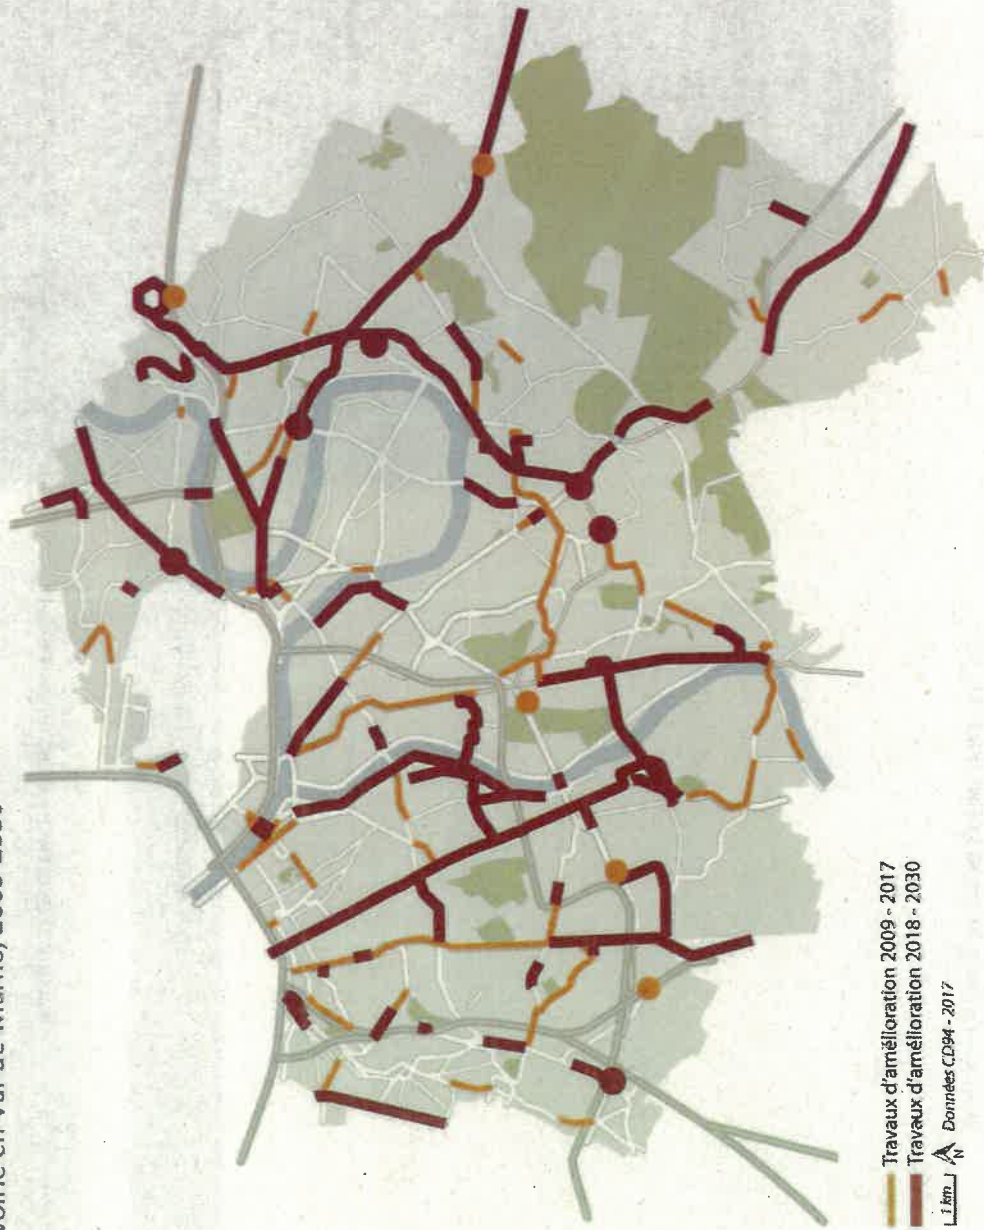 Travaux d'amélioration 2009 - 2017
Travaux d'amélioration 2018 - 2030
1 km
N
Données CD94 - 2017